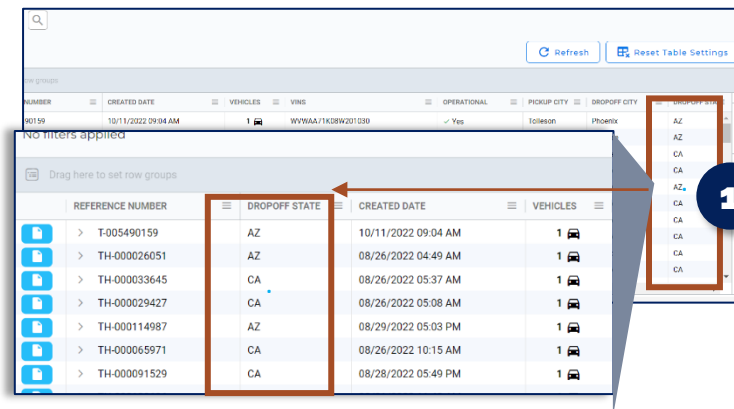 Refresh
Reset Table Settings
row groups
NUMBER CREATED DATE VEHICLES VINS OPERATIONAL PICKUP CITY DROPOFF CITY DROPOFF STATE
90159 10/11/2022 09:04 AM 1 WVWAA71K08W201030 Yes Tolleson Phoenix AZ
AZ
CA
CA
AZ
CA
CA
CA
CA
CA
1
No filters applied
Drag here to set row groups
REFERENCE NUMBER DROPOFF STATE CREATED DATE VEHICLES
T-005490159 AZ 10/11/2022 09:04 AM 1
TH-000026051 AZ 08/26/2022 04:49 AM 1
TH-000033645 CA 08/26/2022 05:37 AM 1
TH-000029427 CA 08/26/2022 05:08 AM 1
TH-000114987 AZ 08/29/2022 05:03 PM 1
TH-000065971 CA 08/26/2022 10:15 AM 1
TH-000091529 CA 08/28/2022 05:49 PM 1